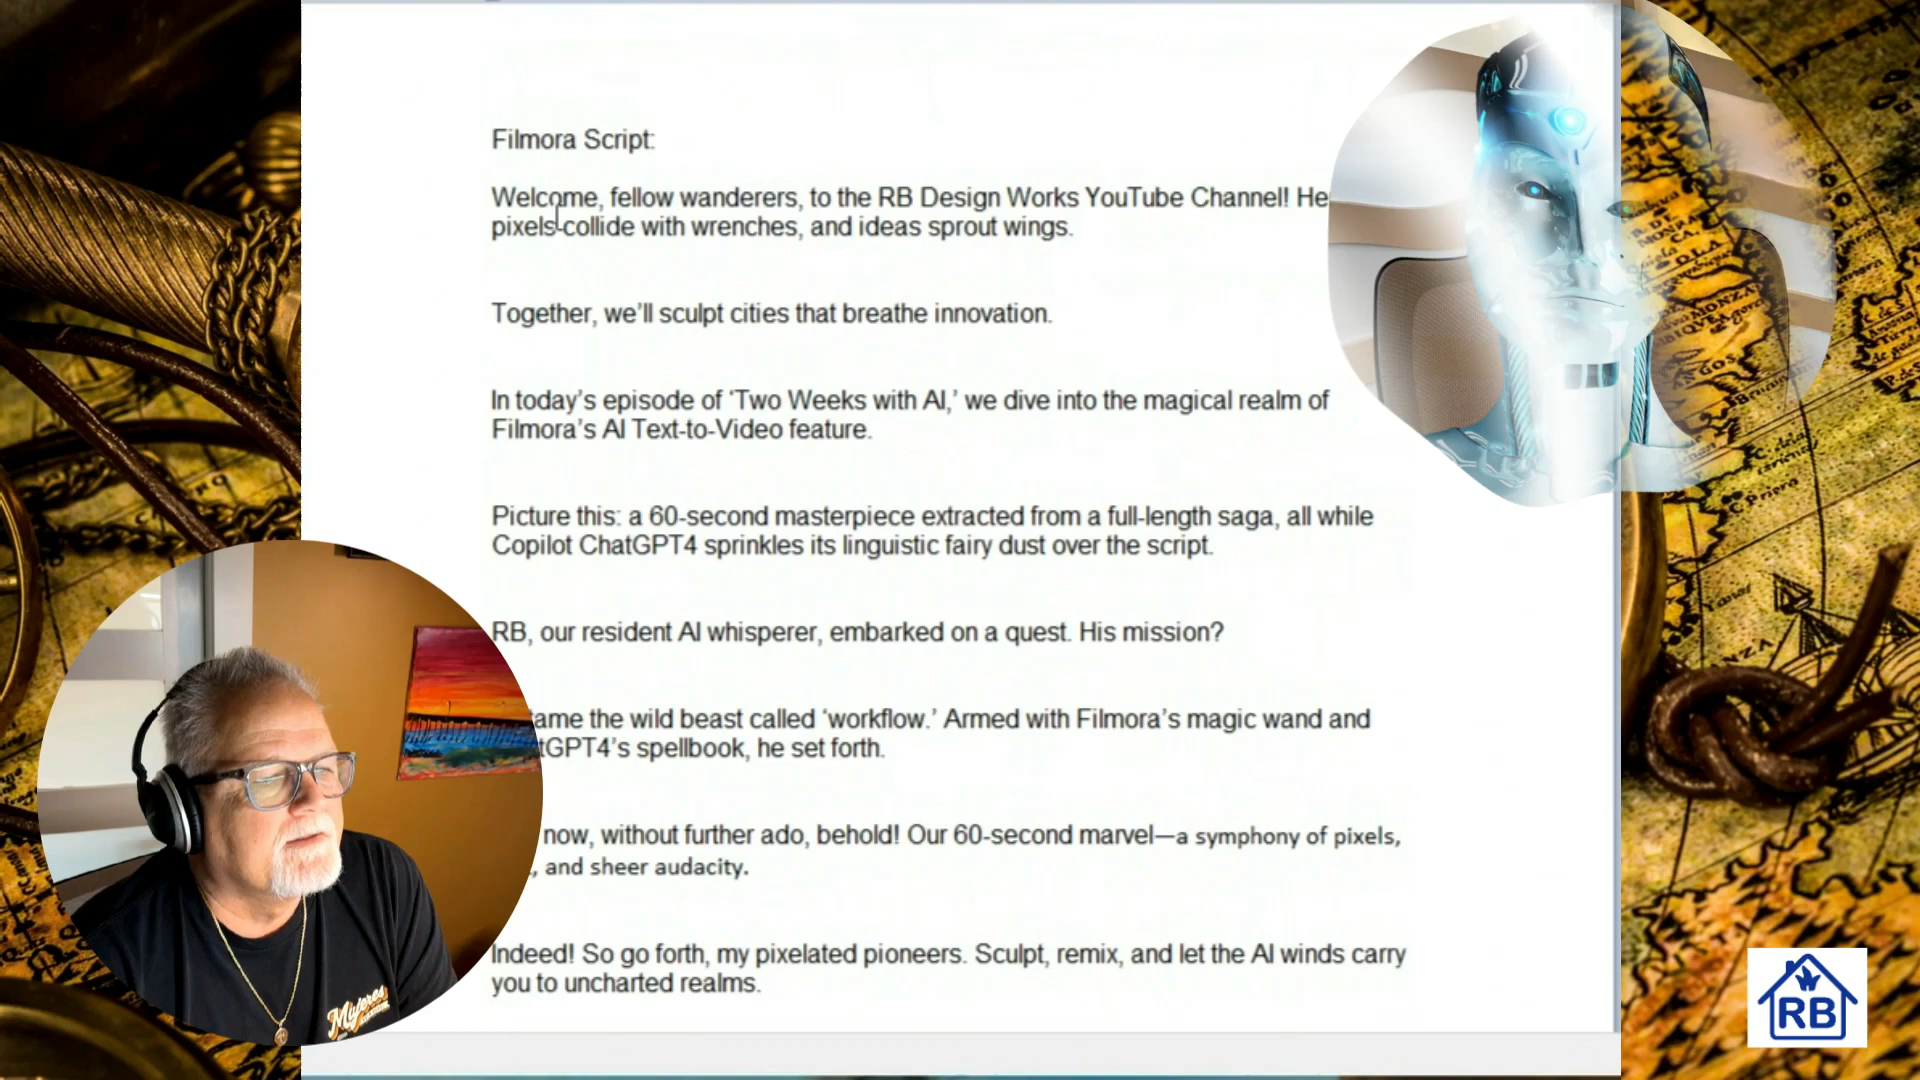 Filmora Script:
Welcome, fellow wanderers, to the RB Design Works YouTube Channel!
pixels collide with wrenches, and ideas sprout wings.
Together, we’ll sculpt cities that breathe innovation.
In today’s episode of ‘Two Weeks with AI,’ we dive into the magical realm of
Filmora’s AI Text-to-Video feature.
Picture this: a 60-second masterpiece extracted from a full-length saga, all while
Copilot ChatGPT4 sprinkles its linguistic fairy dust over the script.
RB, our resident AI whisperer, embarked on a quest. His mission?
tame the wild beast called ‘workflow.’ Armed with Filmora’s magic wand and
tGPT4’s spellbook, he set forth.
now, without further ado, behold! Our 60-second marvel—a symphony of pixels,
, and sheer audacity.
Indeed! So go forth, my pixelated pioneers. Sculpt, remix, and let the AI winds carry
you to uncharted realms.
Mujeres
RB